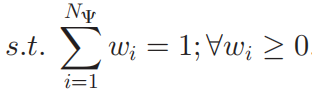 s.t. \sum_{i=1}^{N_\Psi} w_i = 1; \forall w_i \geq 0.